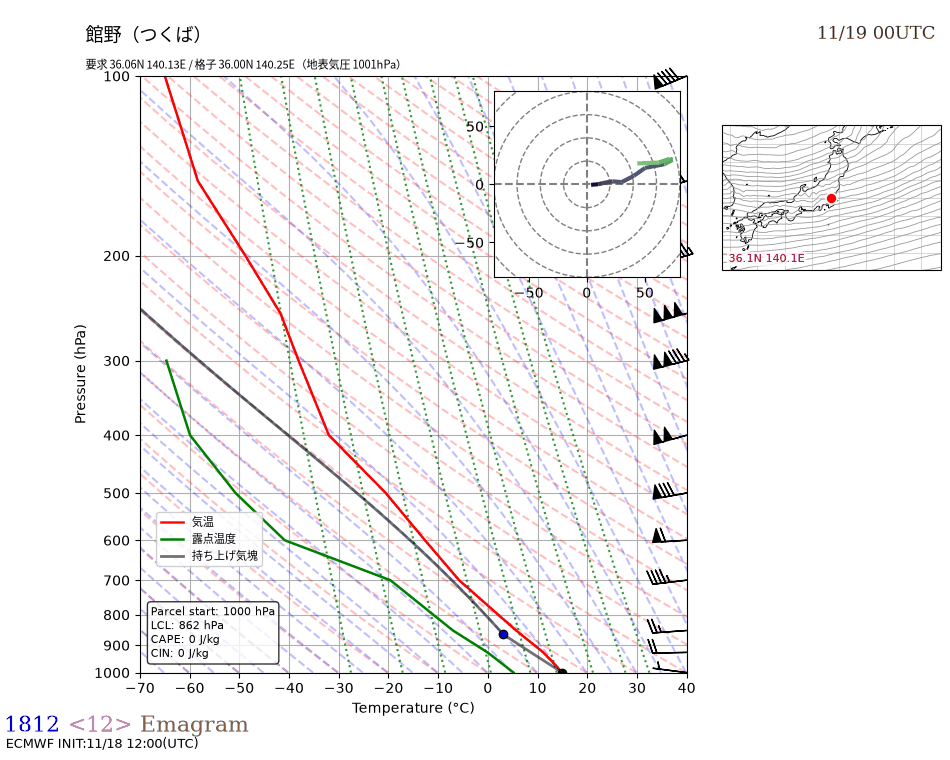 館野（つくば）
11/19 00UTC
要求 36.06N 140.13E / 格子 36.00N 140.25E（地表気圧 1001hPa）
100
200
300
400
500
600
700
800
900
1000
Pressure (hPa)
−70 −60 −50 −40 −30 −20 −10 0 10 20 30 40
Temperature (°C)
50
0
−50
−50 0 50
36.1N 140.1E
気温
露点温度
持ち上げ気塊
Parcel start: 1000 hPa
LCL: 862 hPa
CAPE: 0 J/kg
CIN: 0 J/kg
1812 <12> Emagram
ECMWF INIT:11/18 12:00(UTC)